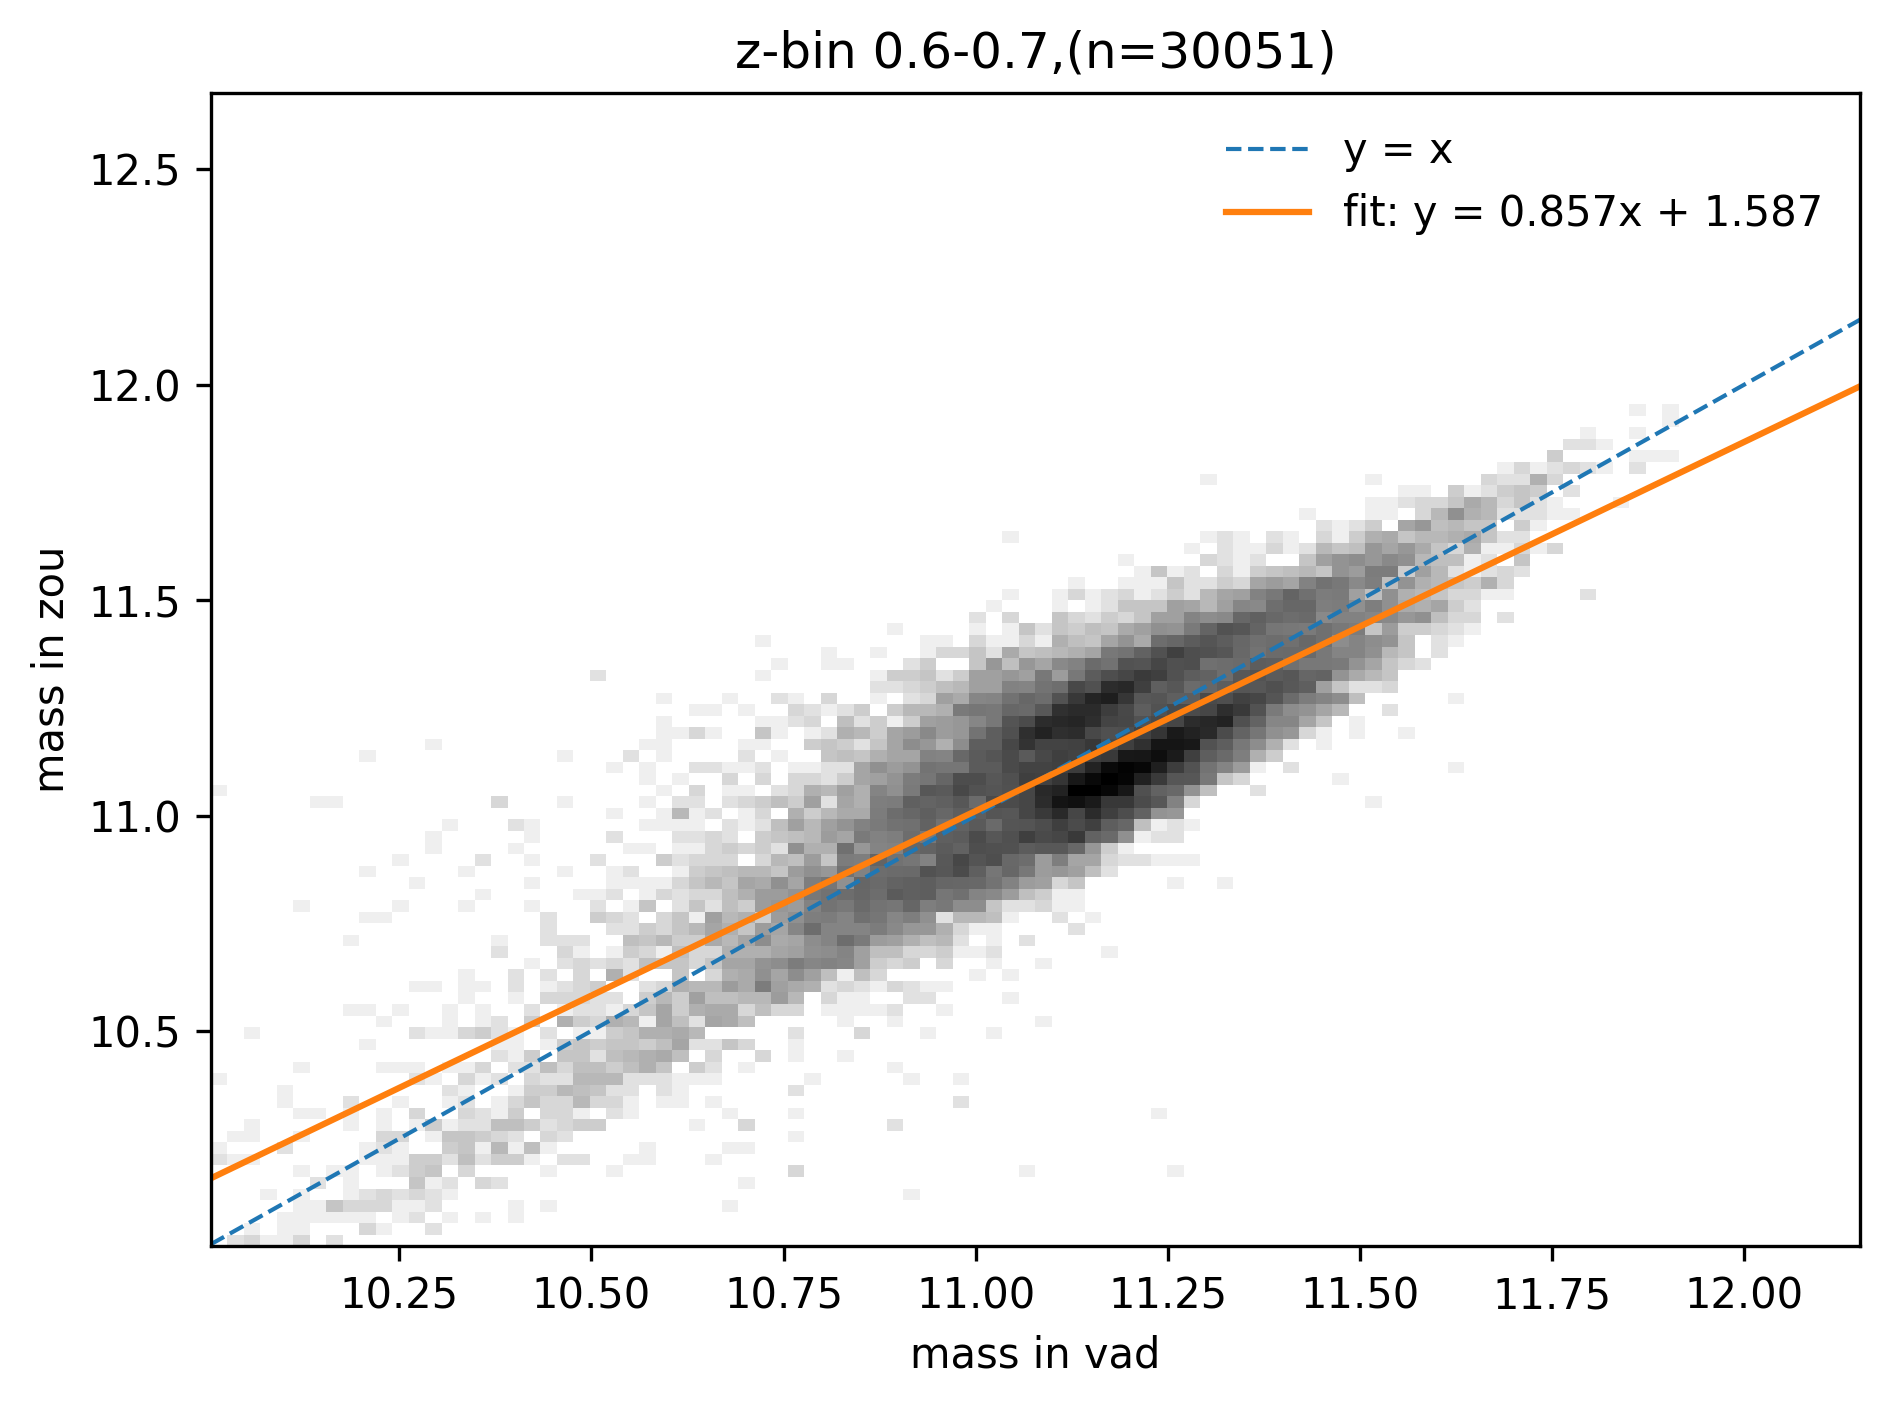 z-bin 0.6-0.7,(n=30051)
y = x
fit: y = 0.857x + 1.587
12.5
12.0
11.5
11.0
10.5
mass in zou
10.25 10.50 10.75 11.00 11.25 11.50 11.75 12.00
mass in vad